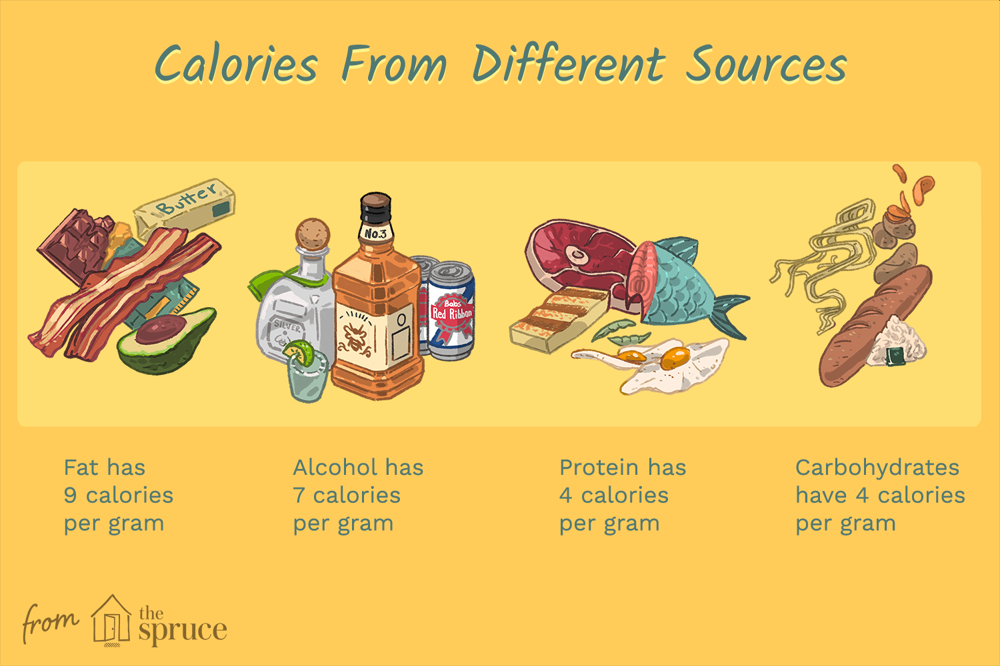 Calories From Different Sources
Butter
No.3
SILVER
Babs
Red Ribbon
Fat has
9 calories
per gram
Alcohol has
7 calories
per gram
Protein has
4 calories
per gram
Carbohydrates
have 4 calories
per gram
from
the
spruce